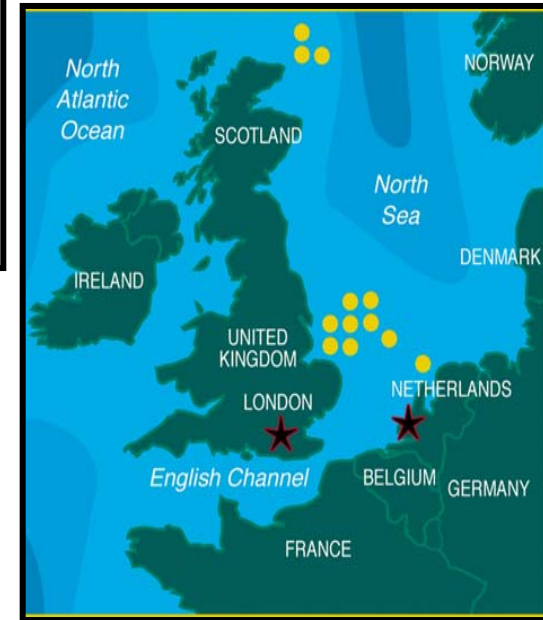 North
Atlantic
Ocean
NORWAY
SCOTLAND
North
Sea
DENMARK
IRELAND
UNITED
KINGDOM
NETHERLANDS
LONDON
English Channel
BELGIUM
GERMANY
FRANCE